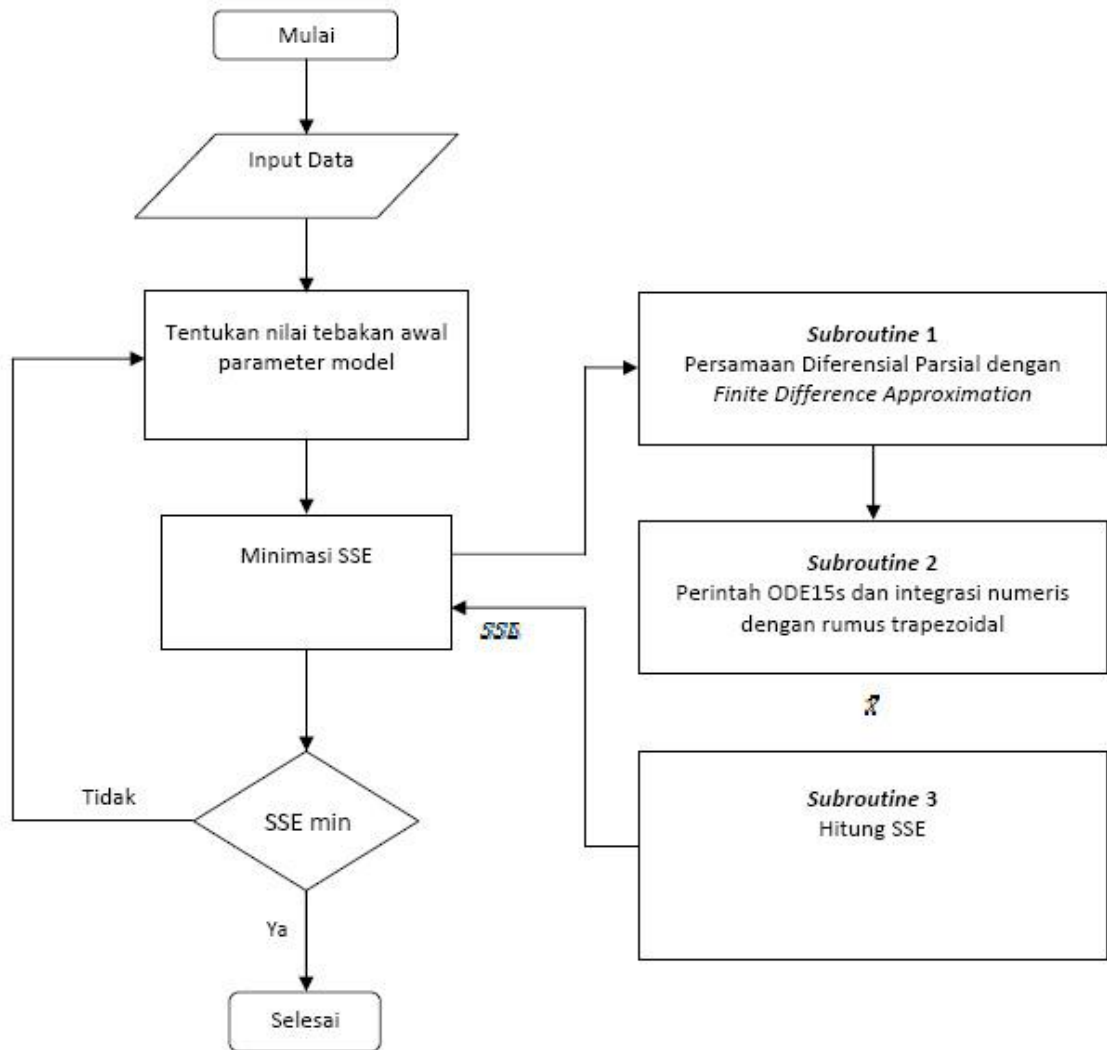 Mulai
Input Data
Tentukan nilai tebakan awal
parameter model
Minimasi SSE
SSE min
Tidak
Ya
Selesai
Subroutine 1
Persamaan Diferensial Parsial dengan
Finite Difference Approximation
Subroutine 2
Perintah ODE15s dan integrasi numeris
dengan rumus trapezoidal
Subroutine 3
Hitung SSE
SSE